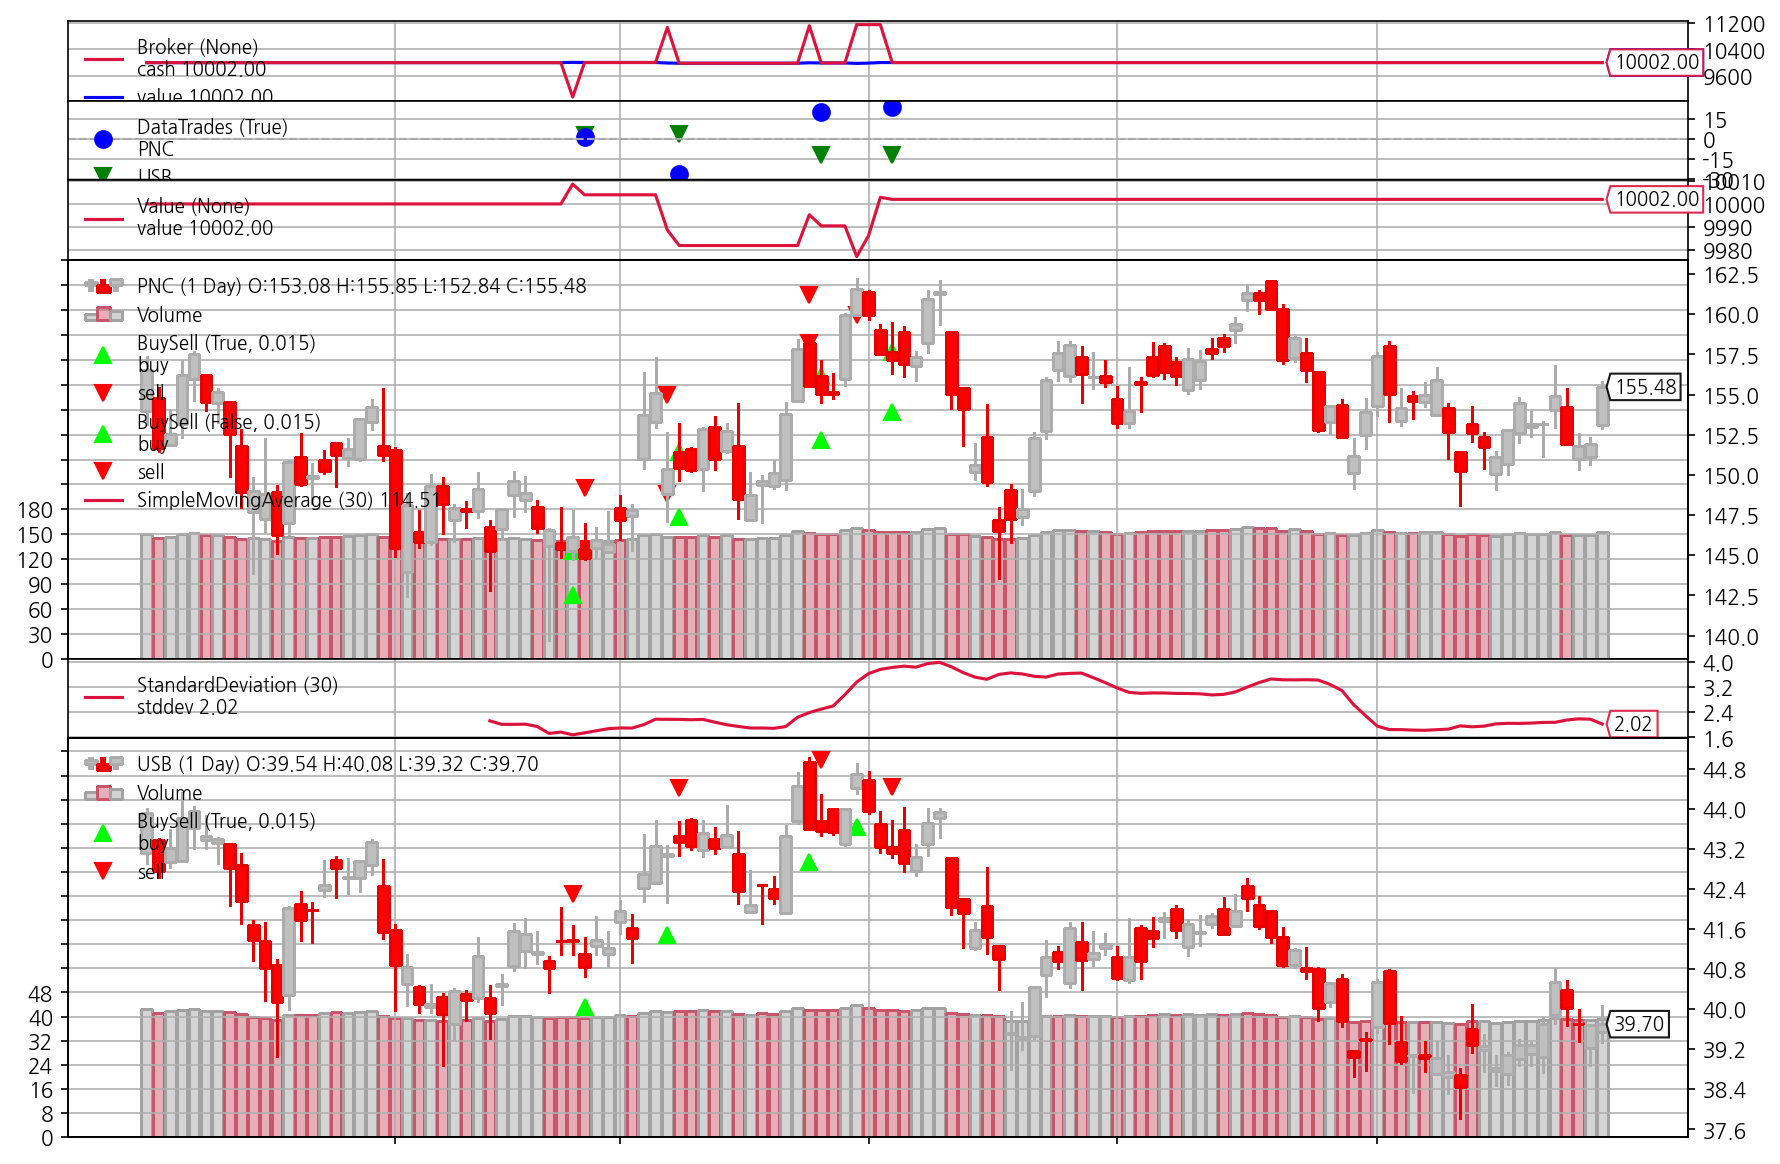 Broker (None)
cash 10002.00
value 10002.00
11200
10400
9600
10002.00
DataTrades (True)
PNC
USB
15
0
-15
-30
Value (None)
value 10002.00
10010
10000
9990
9980
10002.00
PNC (1 Day) O:153.08 H:155.85 L:152.84 C:155.48
Volume
BuySell (True, 0.015)
buy
sell
BuySell (False, 0.015)
buy
sell
SimpleMovingAverage (30) 114.51
180
150
120
90
60
30
0
162.5
160.0
157.5
155.0
152.5
150.0
147.5
145.0
142.5
140.0
155.48
StandardDeviation (30)
stddev 2.02
4.0
3.2
2.4
1.6
2.02
USB (1 Day) O:39.54 H:40.08 L:39.32 C:39.70
Volume
BuySell (True, 0.015)
buy
sell
48
40
32
24
16
8
0
44.8
44.0
43.2
42.4
41.6
40.8
40.0
39.2
38.4
37.6
39.70